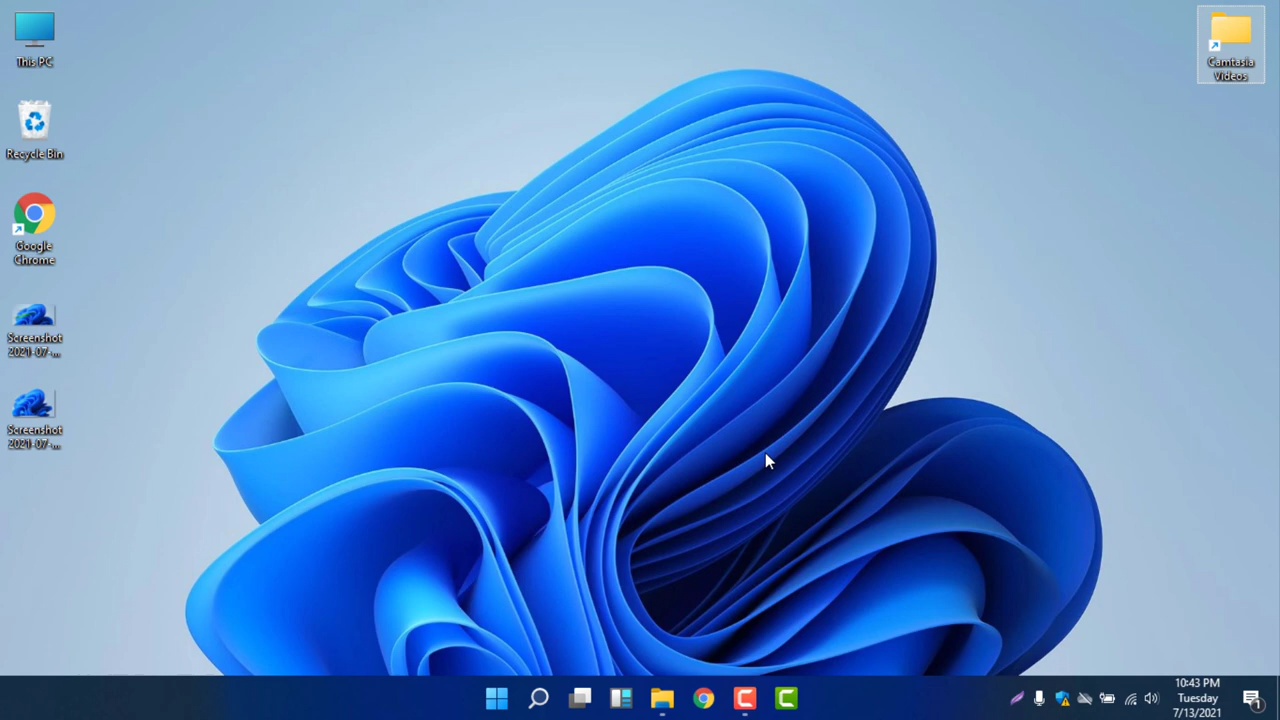 This PC
Recycle Bin
Google
Chrome
Screenshot
2021-07-...
Screenshot
2021-07-...
Camtasia
Videos
10:43 PM
Tuesday
7/13/2021
1